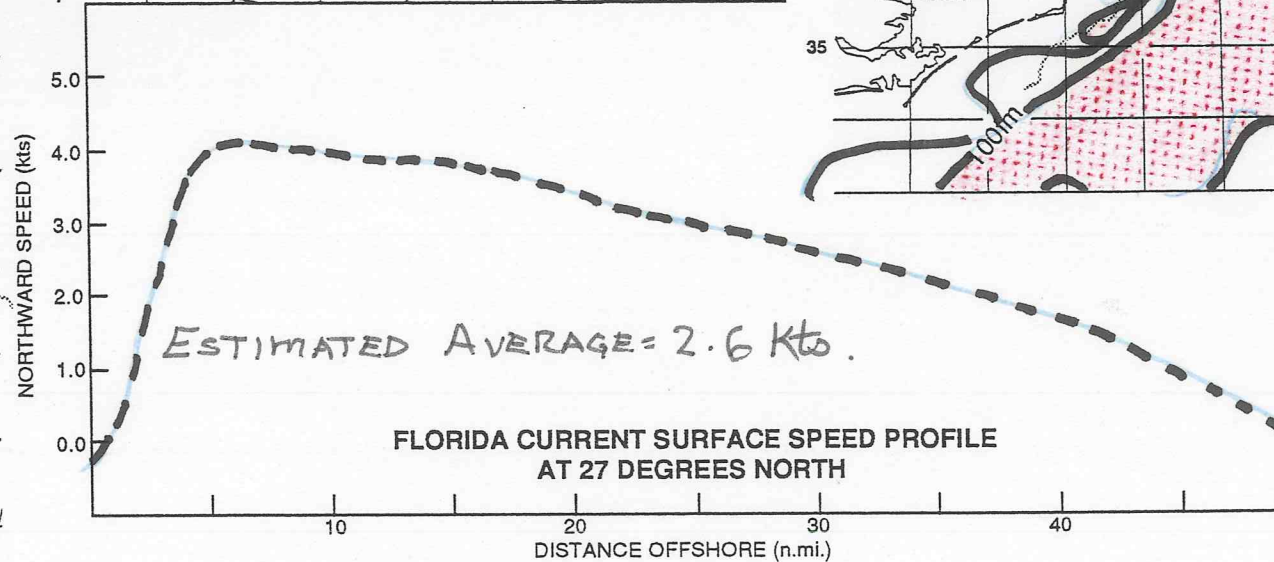 35
100fm
NORTHWARD SPEED (kts)
5.0
4.0
3.0
2.0
1.0
0.0
ESTIMATED AVERAGE = 2.6 Kts.
FLORIDA CURRENT SURFACE SPEED PROFILE
AT 27 DEGREES NORTH
10
20
30
40
DISTANCE OFFSHORE (n.mi.)